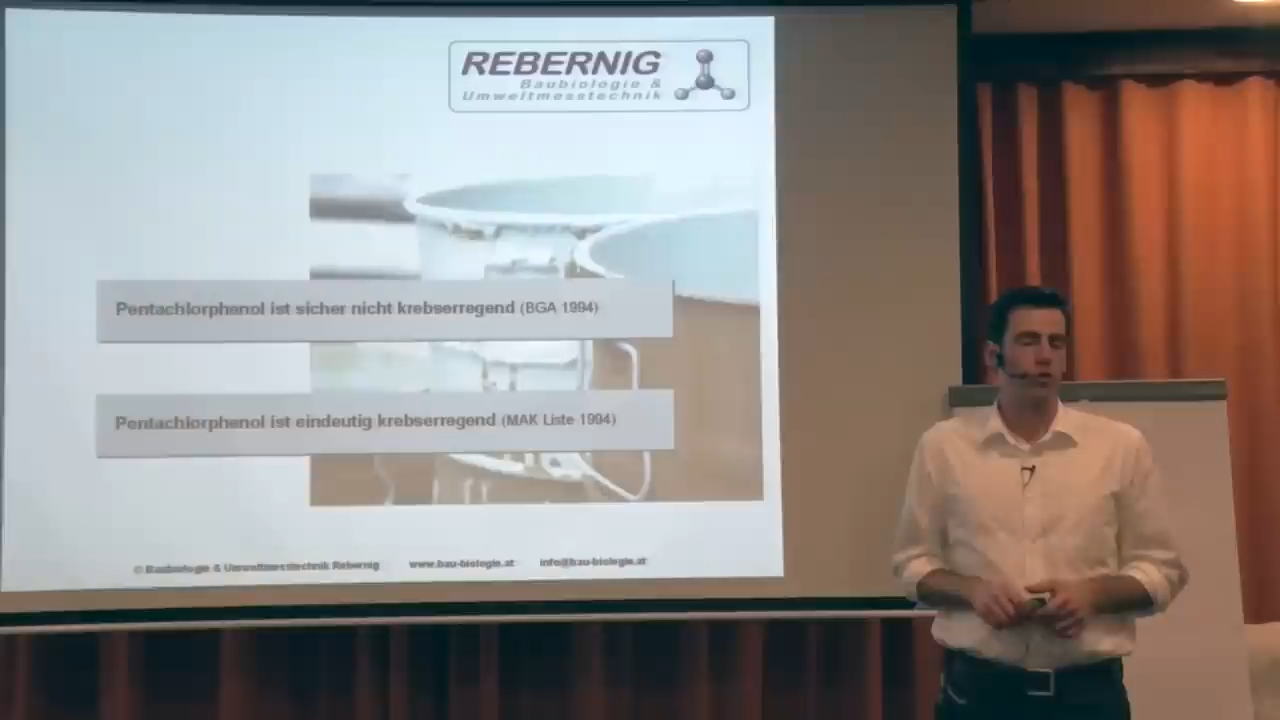 REBERNIG
Baubiologie &
Umweltmesstechnik
Pentachlorphenol ist sicher nicht krebserregend (BGA 1994)
Pentachlorphenol ist eindeutig krebserregend (MAK Liste 1994)
© Baubiologie & Umweltmesstechnik Rebernig www.bau-biologie.at info@bau-biologie.at